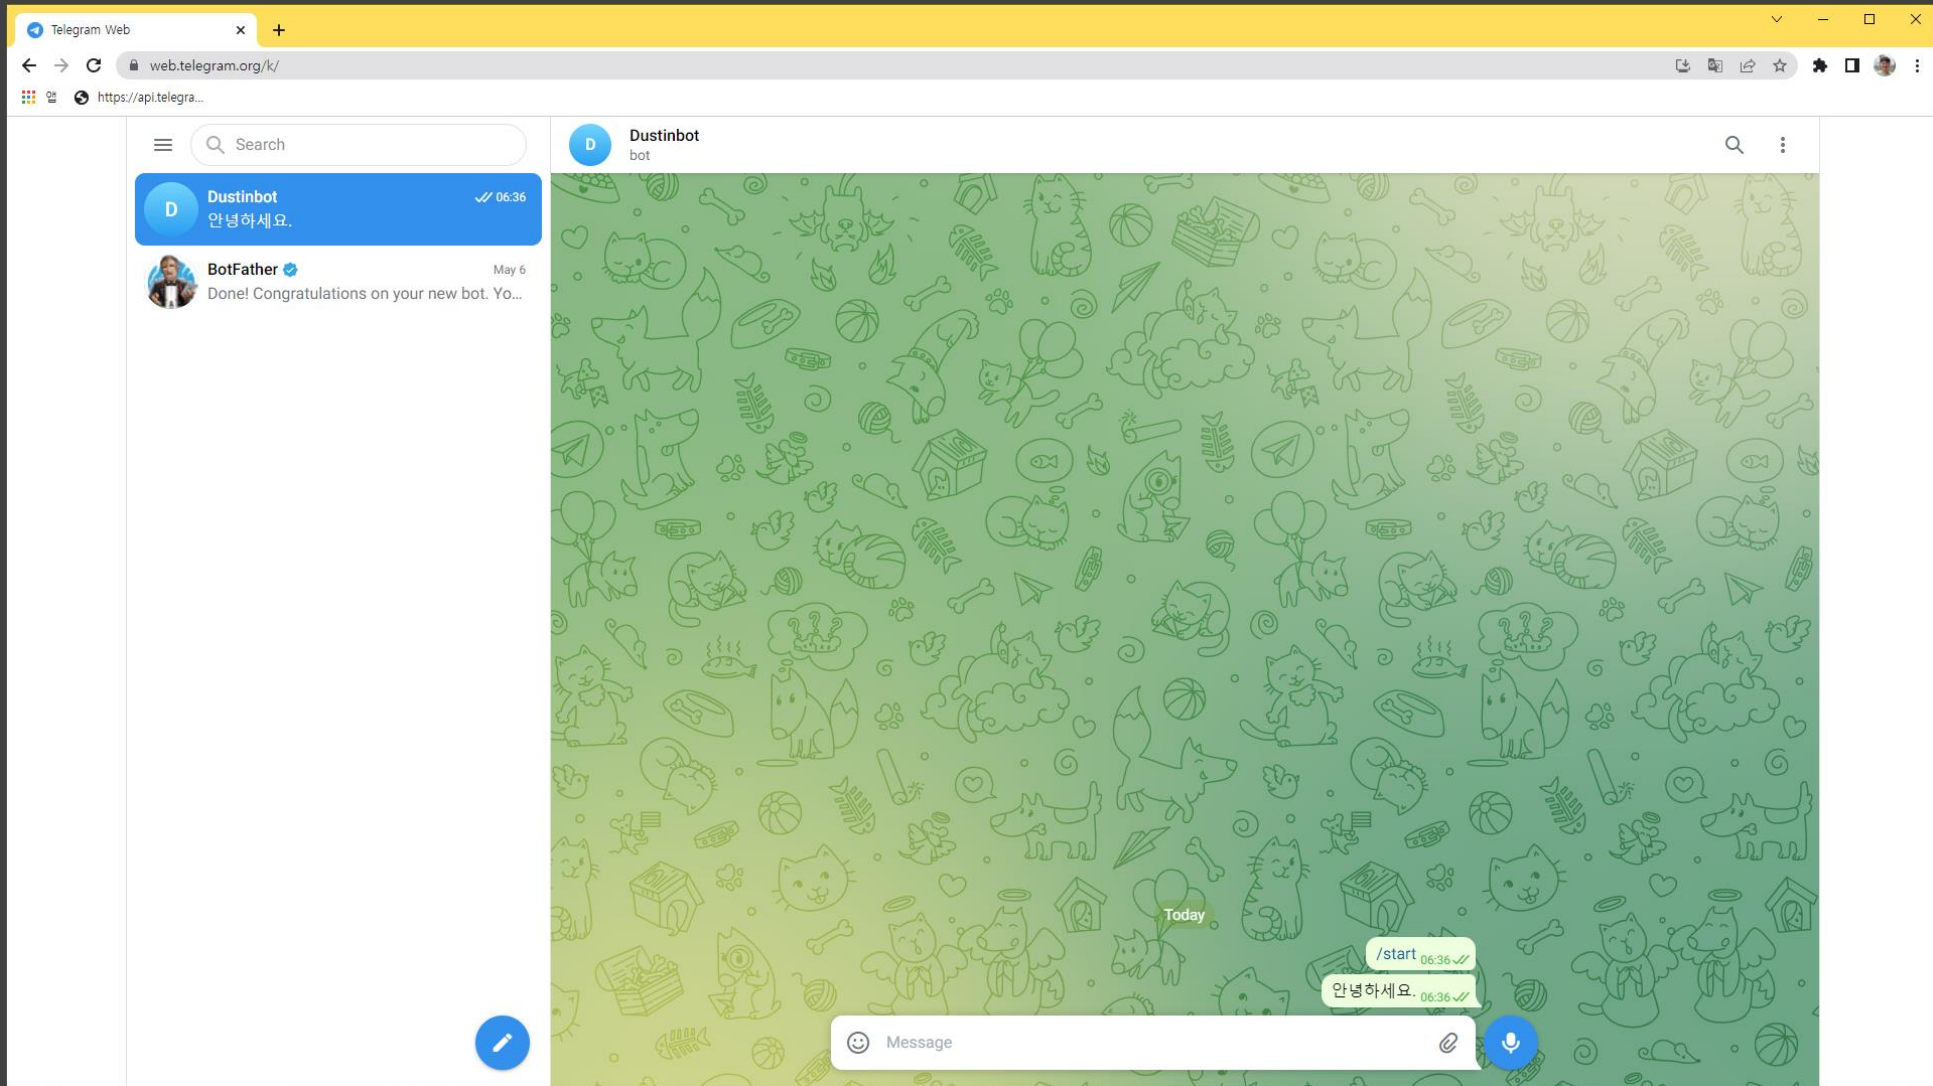 Telegram Web
web.telegram.org/k/
앱
https://api.telegra...
Search
Dustinbot
06:36
안녕하세요.
BotFather
May 6
Done! Congratulations on your new bot. Yo...
D
D
Dustinbot
bot
Today
/start 06:36
안녕하세요. 06:36
Message